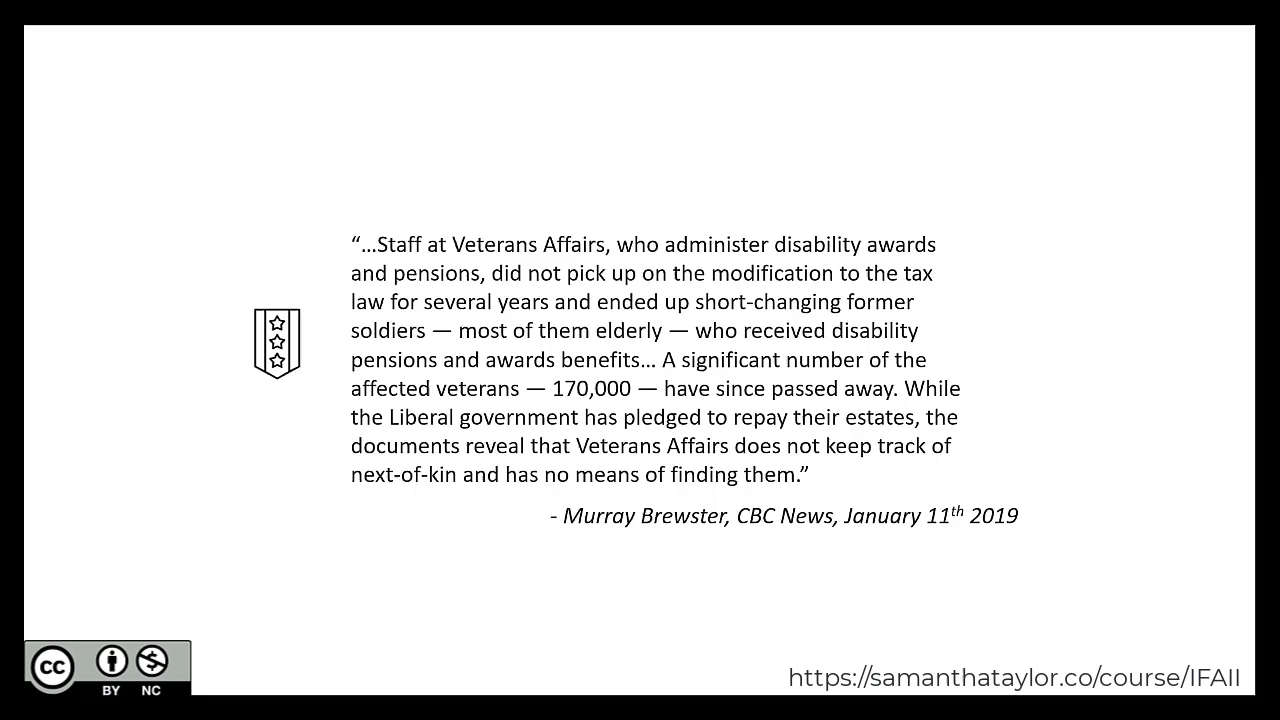 “…Staff at Veterans Affairs, who administer disability awards
and pensions, did not pick up on the modification to the tax
law for several years and ended up short-changing former
soldiers — most of them elderly — who received disability
pensions and awards benefits… A significant number of the
affected veterans — 170,000 — have since passed away. While
the Liberal government has pledged to repay their estates, the
documents reveal that Veterans Affairs does not keep track of
next-of-kin and has no means of finding them.”
- Murray Brewster, CBC News, January 11th 2019
cc
BY NC
https://samanthataylor.co/course/IFAII